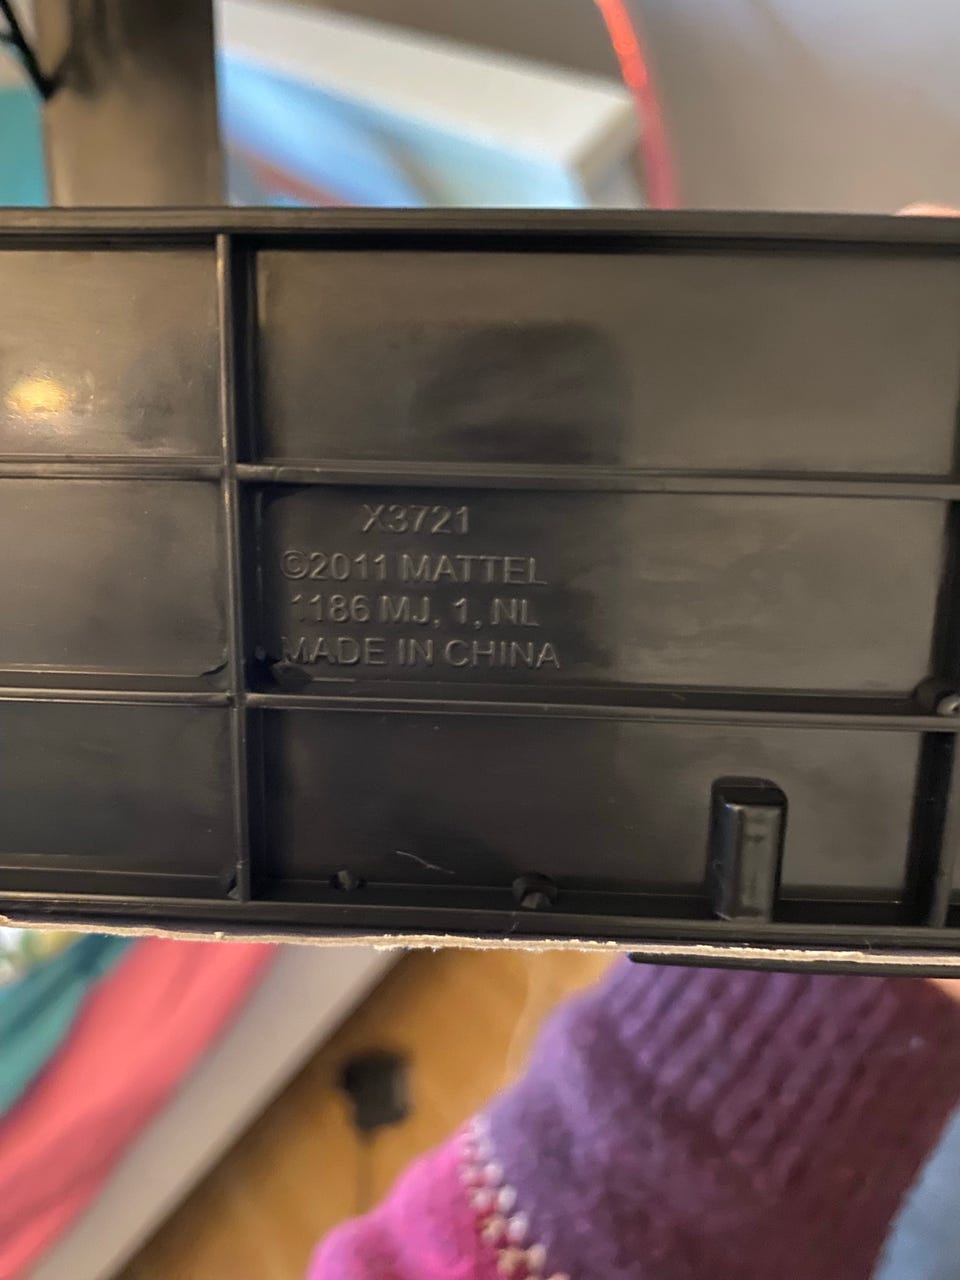 X3721
©2011 MATTEL
1186 MJ, 1, NL
MADE IN CHINA